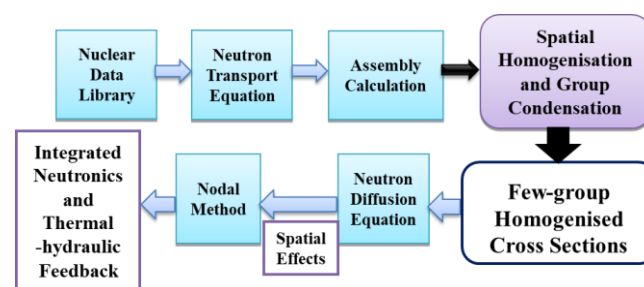 Nuclear
Data
Library
Neutron
Transport
Equation
Assembly
Calculation
Spatial
Homogenisation
and Group
Condensation
Few-group
Homogenised
Cross Sections
Neutron
Diffusion
Equation
Spatial
Effects
Nodal
Method
Integrated
Neutronics
and
Thermal
-hydraulic
Feedback